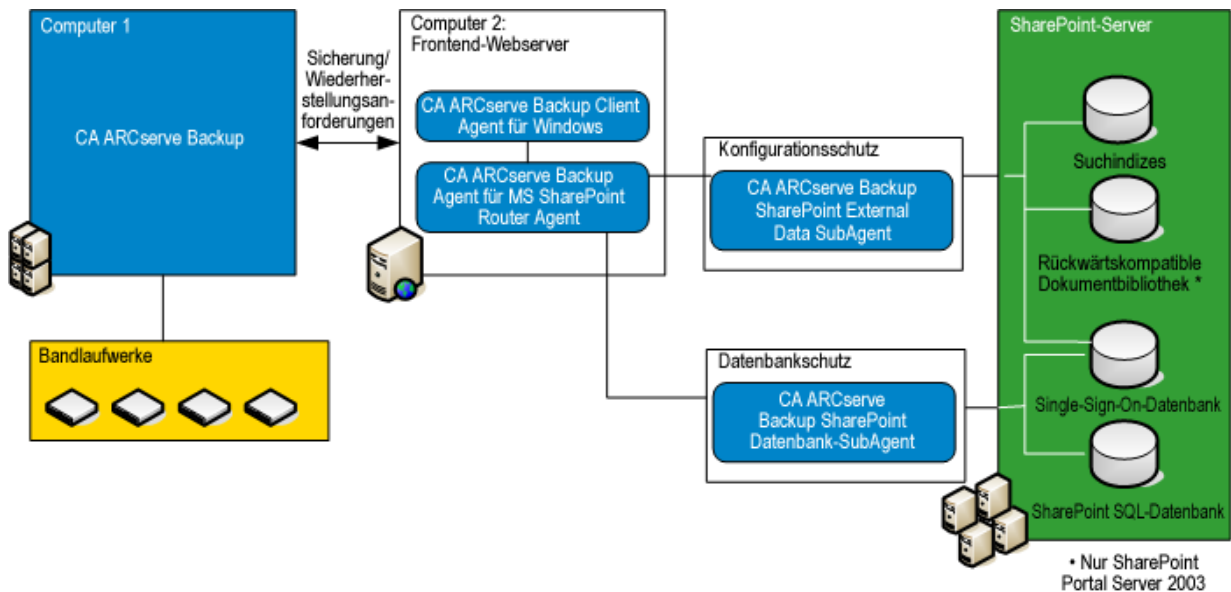 Computer 1
CA ARCserve Backup
Bandlaufwerke
Sicherung/
Wiederher-
stellungsan-
forderungen
Computer 2:
Frontend-Webserver
CA ARCserve Backup Client
Agent für Windows
CA ARCserve Backup
Agent für MS SharePoint
Router Agent
Konfigurationsschutz
CA ARCserve Backup
SharePoint External
Data SubAgent
Datenbankschutz
CA ARCserve
Backup SharePoint
Datenbank-SubAgent
SharePoint-Server
Suchindizes
Rückwärtskompatible
Dokumentbibliothek *
Single-Sign-On-Datenbank
SharePoint SQL-Datenbank
• Nur SharePoint
Portal Server 2003